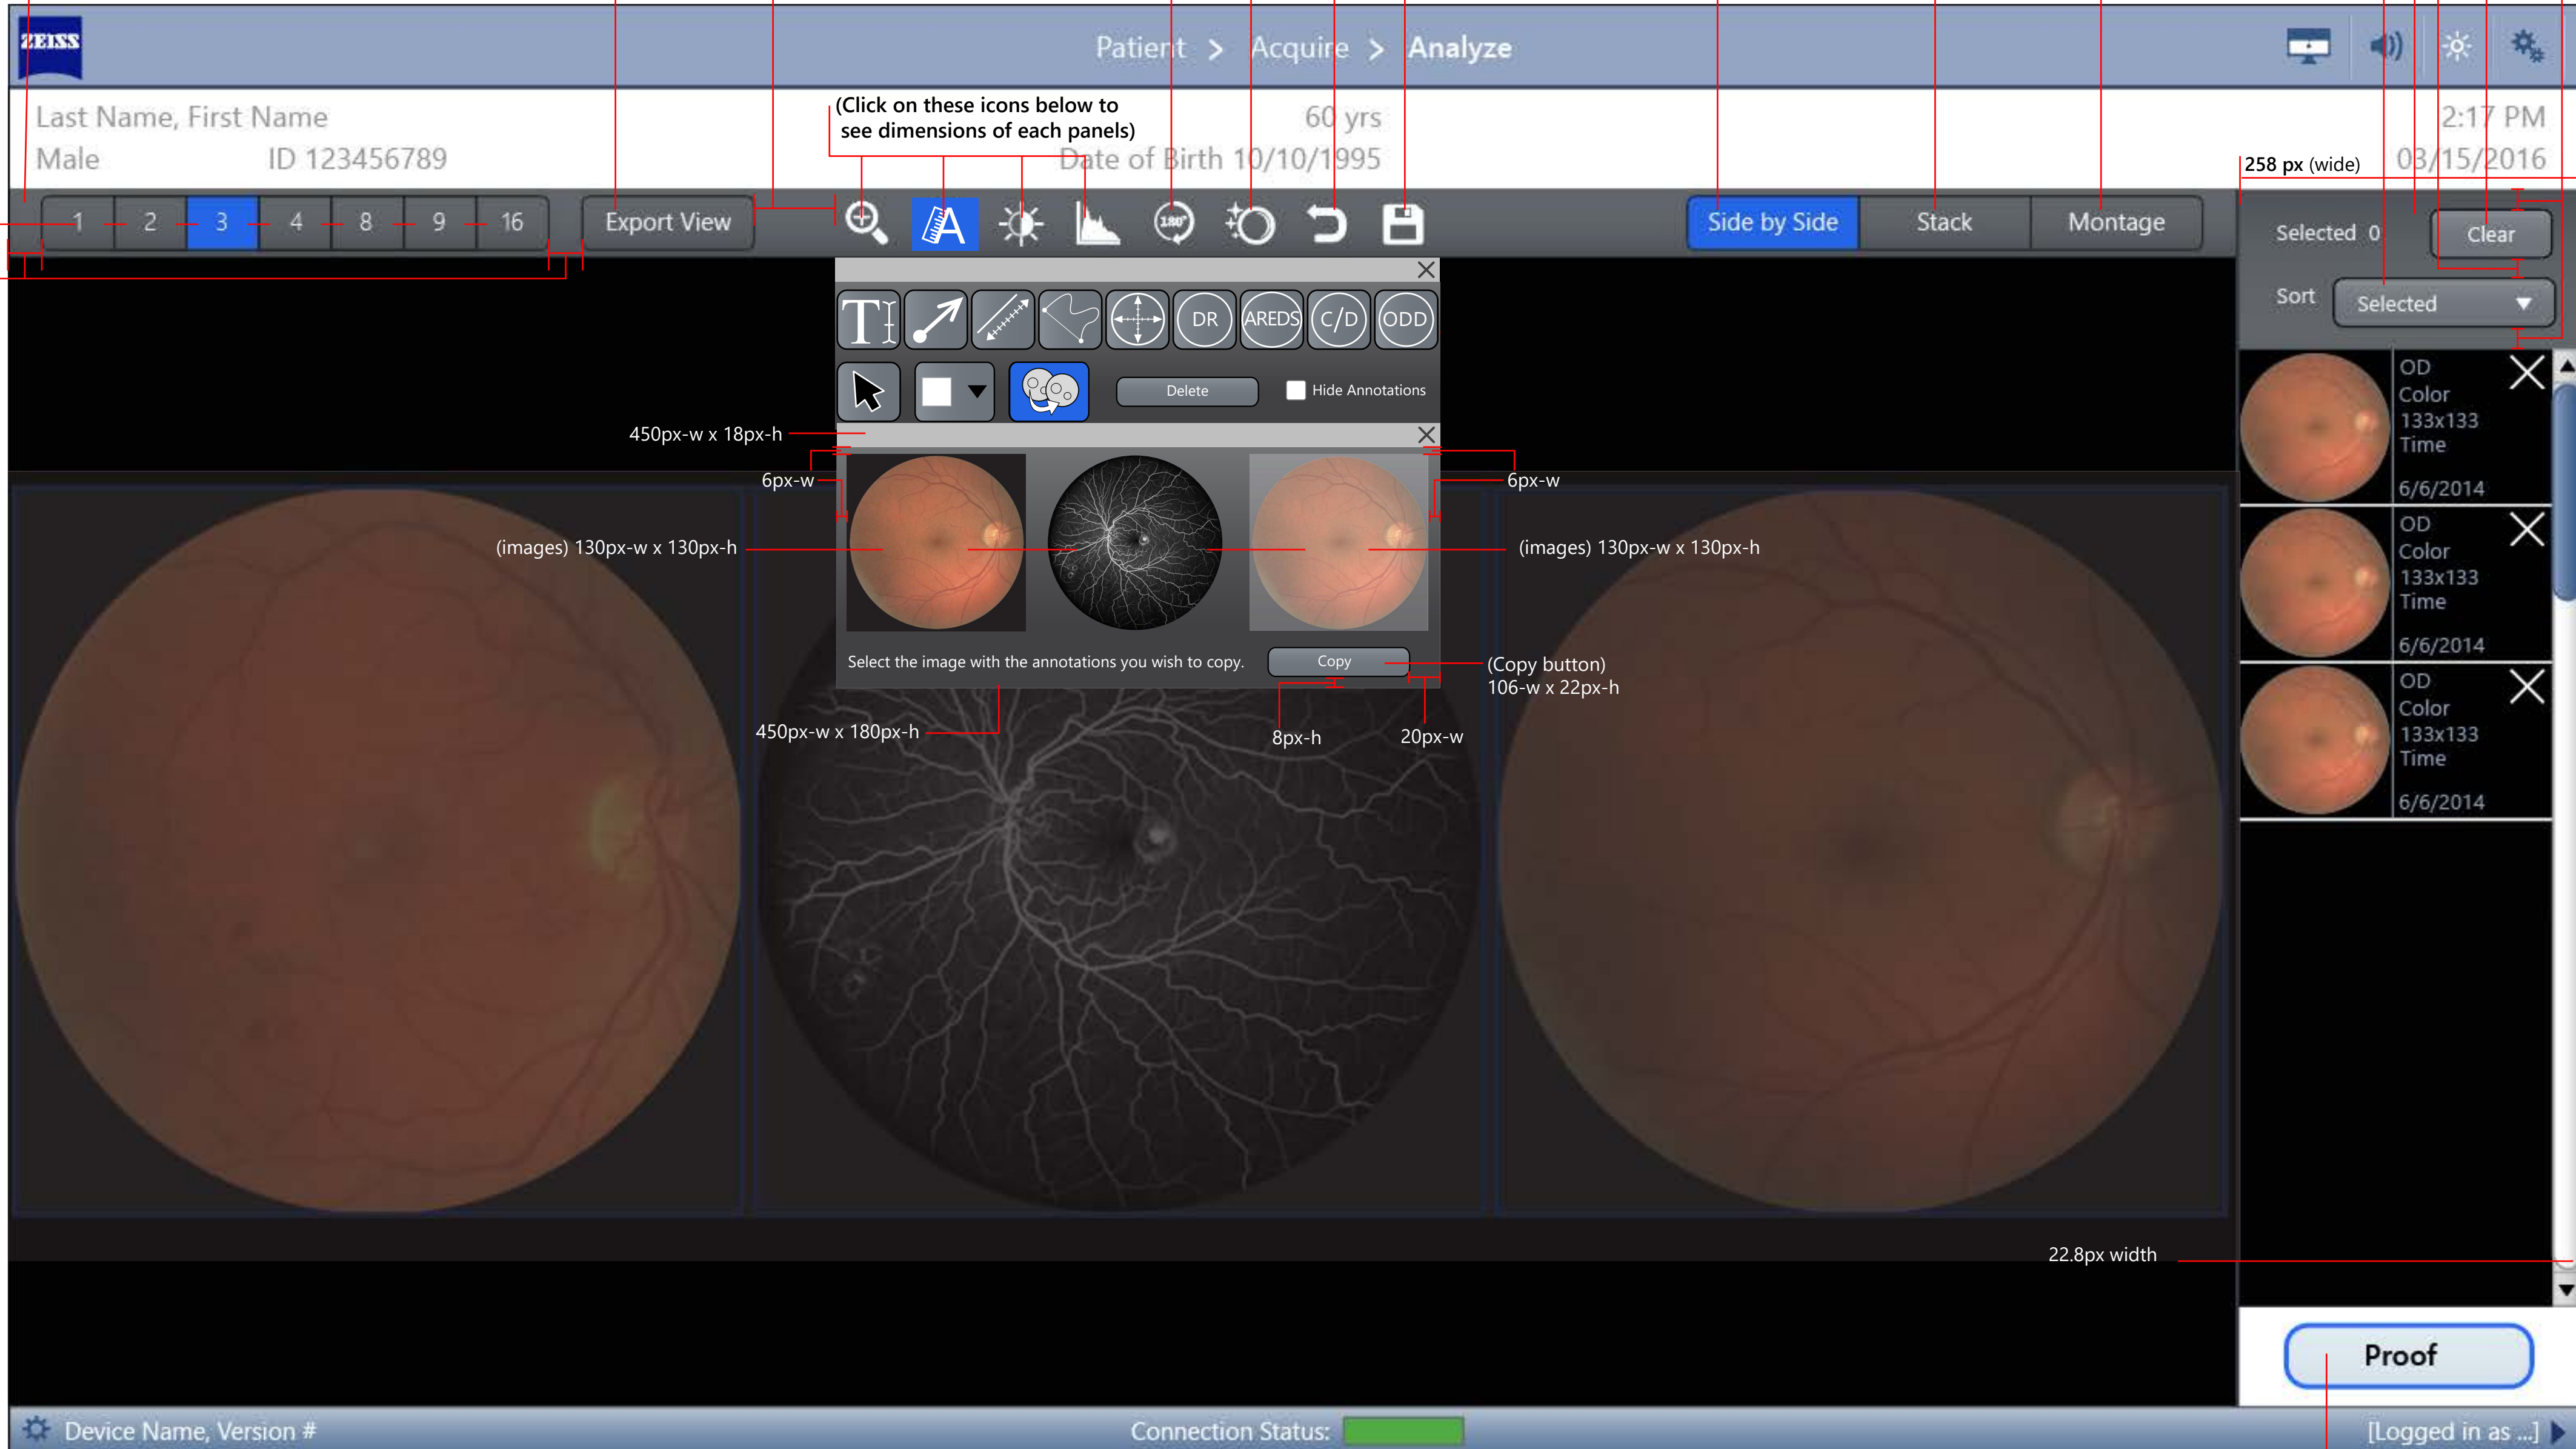 ZEISS
Patient > Acquire > Analyze
Last Name, First Name
Male ID 123456789
(Click on these icons below to
see dimensions of each panels)
60 yrs
Date of Birth 10/10/1995
2:17 PM
03/15/2016
258 px (wide)
1 2 3 4 8 9 16
Export View
A
180°
Side by Side Stack Montage
Selected 0
Clear
Sort
Selected
T DR AREDS C/D ODD
Delete
Hide Annotations
450px-w x 18px-h
6px-w
6px-w
(images) 130px-w x 130px-h
(images) 130px-w x 130px-h
Select the image with the annotations you wish to copy.
Copy
(Copy button)
106-w x 22px-h
450px-w x 180px-h
8px-h
20px-w
OD
Color
133x133
Time
6/6/2014
OD
Color
133x133
Time
6/6/2014
OD
Color
133x133
Time
6/6/2014
22.8px width
Proof
Device Name, Version #
Connection Status:
[Logged in as ...]